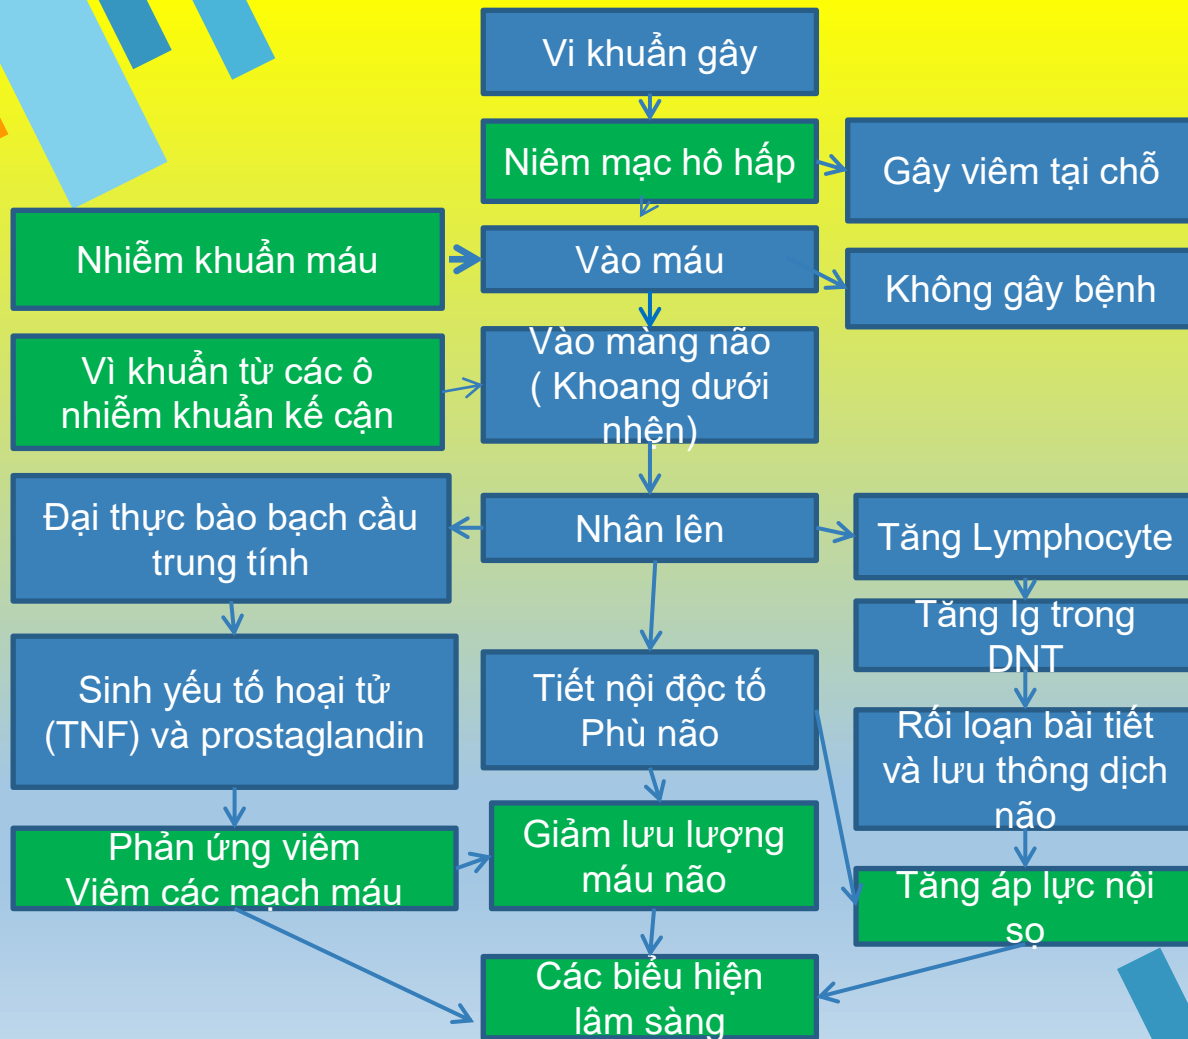 Vi khuẩn gây
Niêm mạc hô hấp
Gây viêm tại chỗ
Nhiễm khuẩn máu
Vào máu
Không gây bệnh
Vì khuẩn từ các ô
nhiễm khuẩn kế cận
Vào màng não
( Khoang dưới
nhện)
Đại thực bào bạch cầu
trung tính
Nhân lên
Tăng Lymphocyte
Tăng Ig trong
DNT
Sinh yếu tố hoại tử
(TNF) và prostaglandin
Tiết nội độc tố
Phù não
Rối loạn bài tiết
và lưu thông dịch
não
Phản ứng viêm
Viêm các mạch máu
Giảm lưu lượng
máu não
Tăng áp lực nội
sọ
Các biểu hiện
lâm sàng